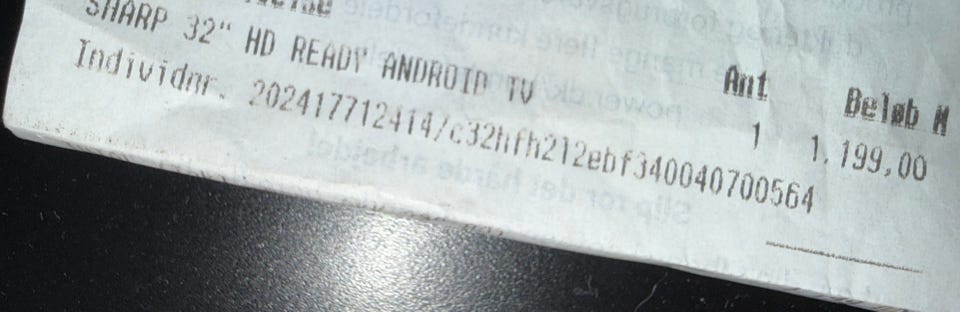 Ant Beløb M
SHARP 32" HD READY ANDROID TV 1 1.199,00
Individnr. 202417712414/c32hfh212ebf340040700564